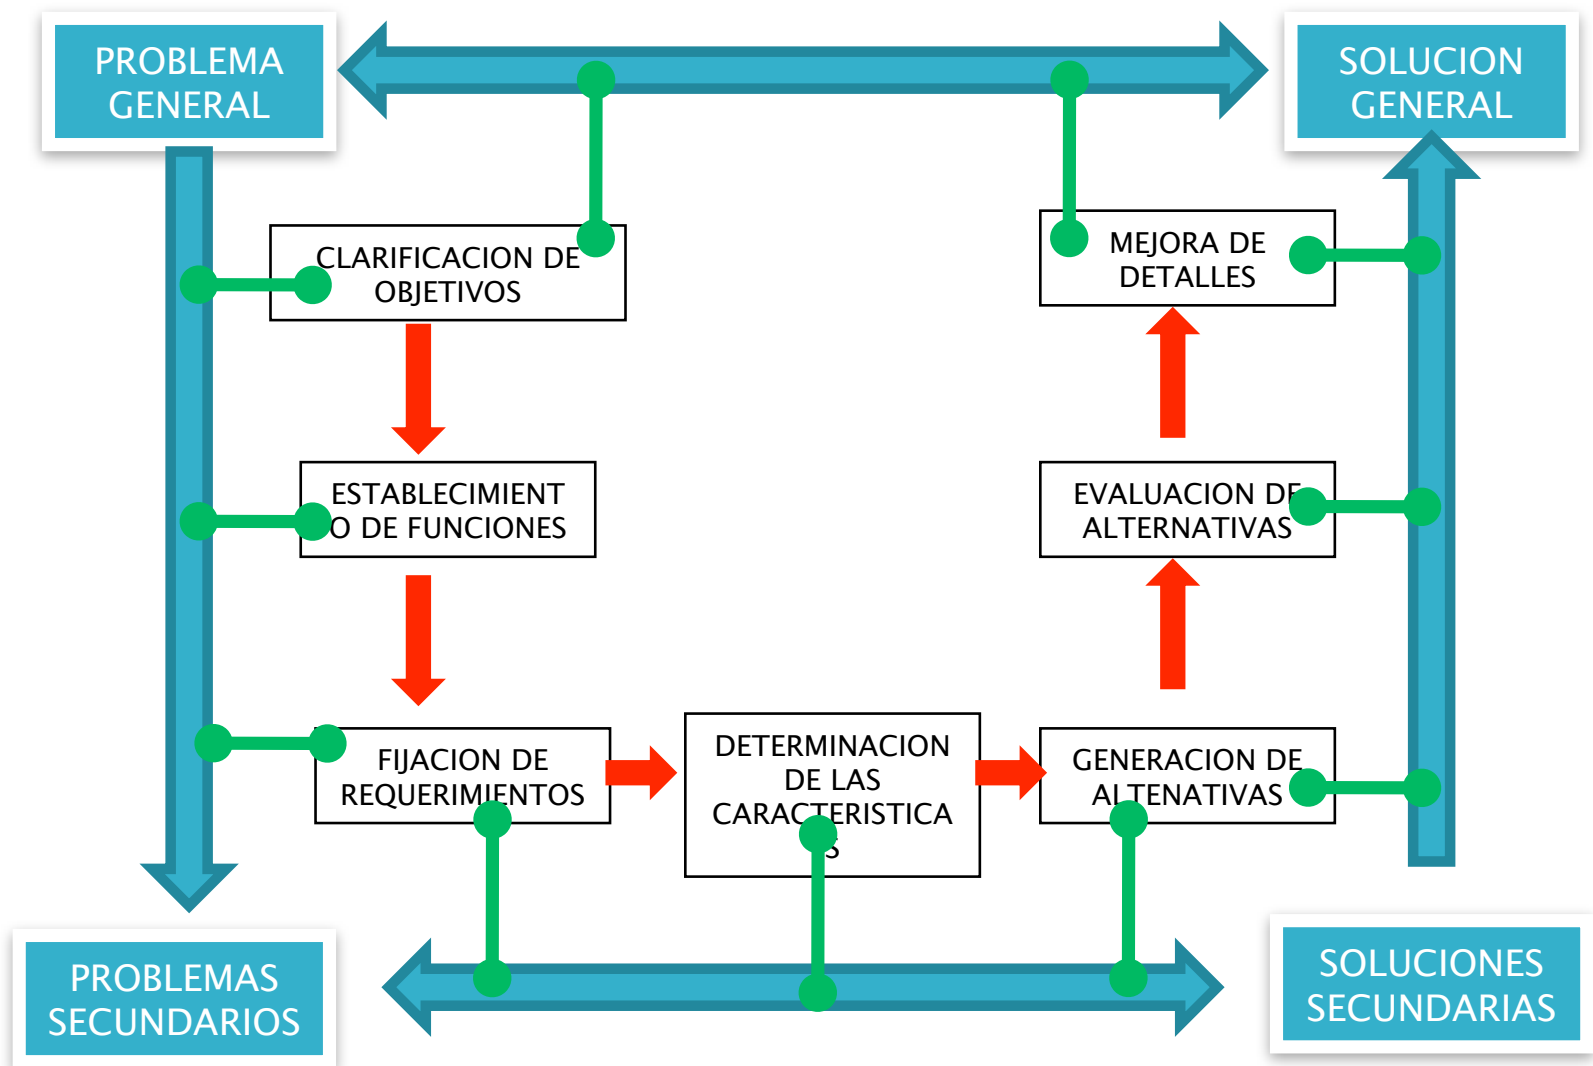 PROBLEMA
GENERAL
SOLUCION
GENERAL
CLARIFICACION DE
OBJETIVOS
MEJORA DE
DETALLES
ESTABLECIMIENT
O DE FUNCIONES
EVALUACION DE
ALTERNATIVAS
FIJACION DE
REQUERIMIENTOS
DETERMINACION
DE LAS
CARACTERISTICA
S
GENERACION DE
ALTENATIVAS
PROBLEMAS
SECUNDARIOS
SOLUCIONES
SECUNDARIAS